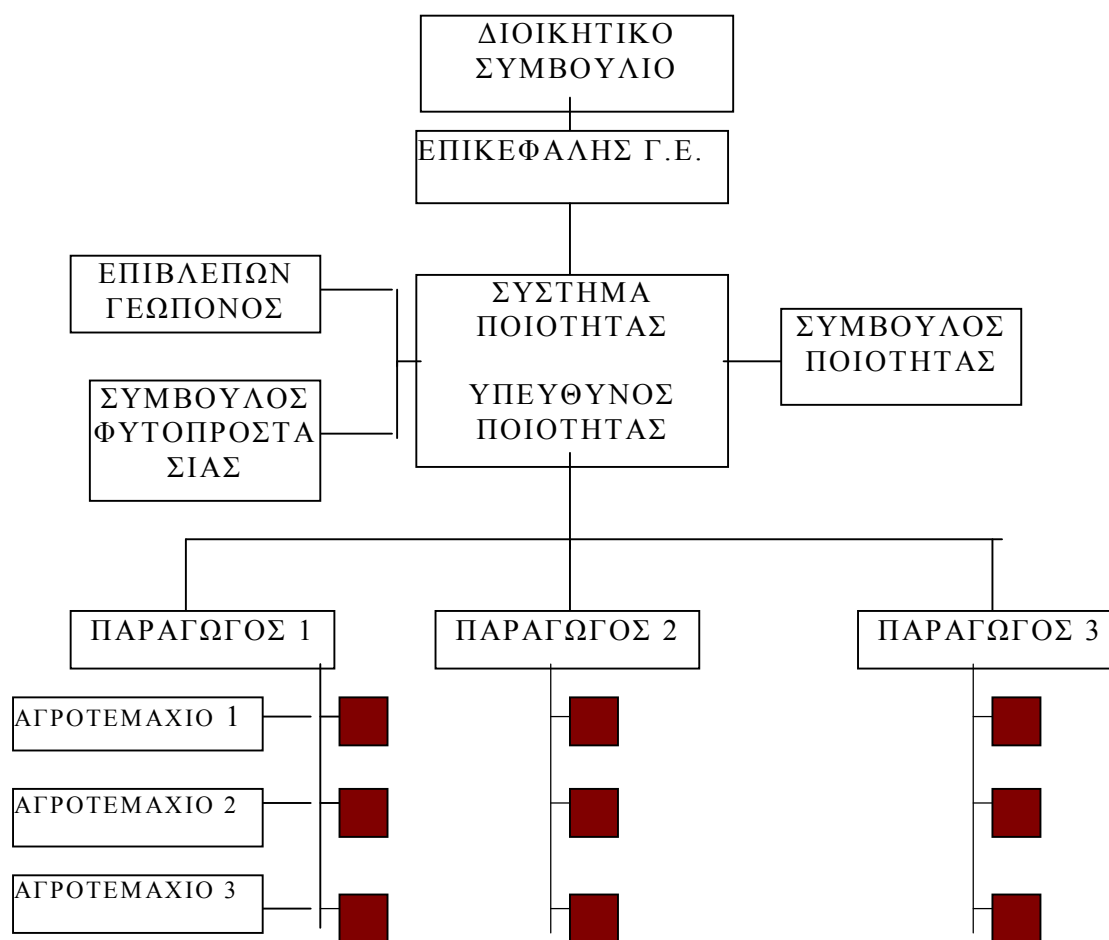 ΔΙΟΙΚΗΤΙΚΟ
ΣΥΜΒΟΥΛΙΟ
ΕΠΙΚΕΦΑΛΗΣ Γ.Ε.
ΕΠΙΒΛΕΠΩΝ
ΓΕΩΠΟΝΟΣ
ΣΥΜΒΟΥΛΟΣ
ΦΥΤΟΠΡΟΣΤΑ
ΣΙΑΣ
ΣΥΣΤΗΜΑ
ΠΟΙΟΤΗΤΑΣ
ΥΠΕΥΘΥΝΟΣ
ΠΟΙΟΤΗΤΑΣ
ΣΥΜΒΟΥΛΟΣ
ΠΟΙΟΤΗΤΑΣ
ΠΑΡΑΓΩΓΟΣ 1
ΠΑΡΑΓΩΓΟΣ 2
ΠΑΡΑΓΩΓΟΣ 3
ΑΓΡΟΤΕΜΑΧΙΟ 1
ΑΓΡΟΤΕΜΑΧΙΟ 2
ΑΓΡΟΤΕΜΑΧΙΟ 3